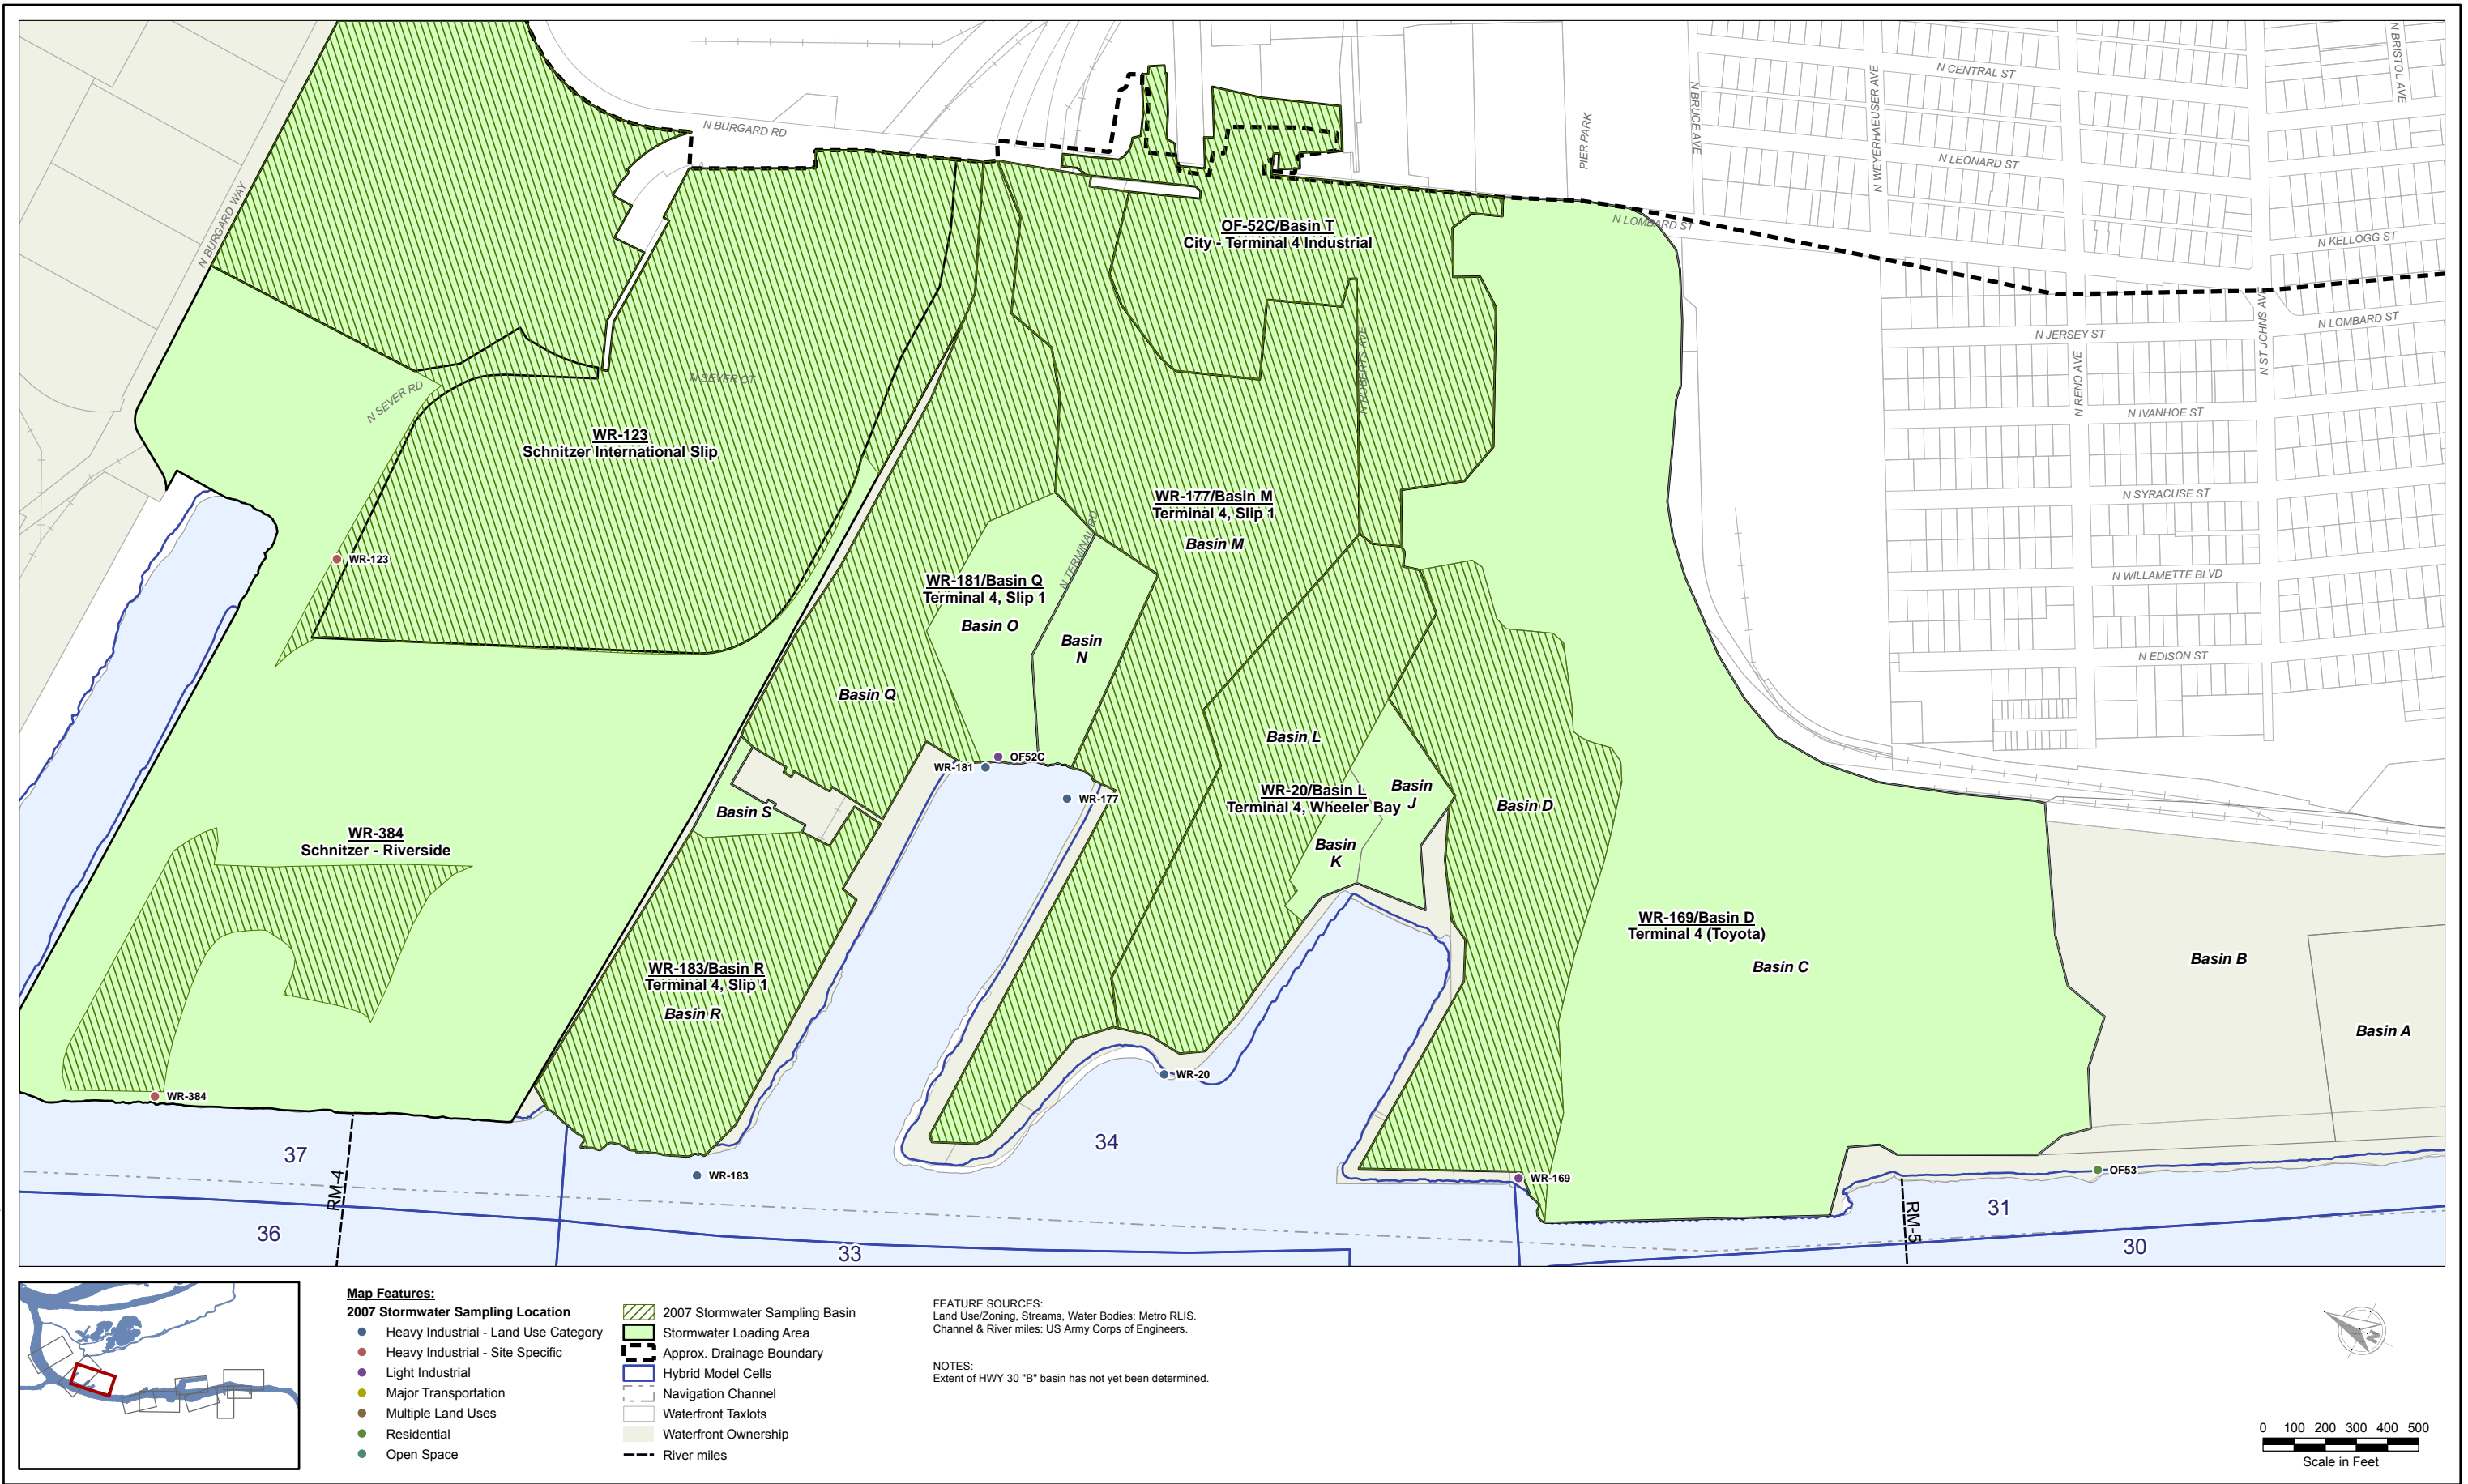 N BURGARD RD
N BURGARD WAY
N SEVER RD
N SEVER CT
N TERMINAL RD
N ROBERTS AVE
PIER PARK
N BRUCE AVE
N WEYERHAEUSER AVE
N CENTRAL ST
N BRISTOL AVE
N LEONARD ST
N LOMBARD ST
N KELLOGG ST
N LOMBARD ST
N JERSEY ST
N RENO AVE
N ST JOHNS AVE
N IVANHOE ST
N SYRACUSE ST
N WILLAMETTE BLVD
N EDISON ST
OF-52C/Basin T
City - Terminal 4 Industrial
WR-123
Schnitzer International Slip
WR-123
WR-177/Basin M
Terminal 4, Slip 1
Basin M
WR-181/Basin Q
Terminal 4, Slip 1
Basin O
Basin
N
Basin Q
Basin L
WR-20/Basin L
Terminal 4, Wheeler Bay
Basin
J
Basin
K
Basin D
OF52C
WR-181
WR-177
Basin S
WR-384
Schnitzer - Riverside
WR-183/Basin R
Terminal 4, Slip 1
Basin R
WR-169/Basin D
Terminal 4 (Toyota)
Basin C
Basin B
Basin A
WR-384
WR-20
WR-183
WR-169
OF53
37
RM-4
36
34
33
RM-5
31
30
Map Features:
2007 Stormwater Sampling Location
Heavy Industrial - Land Use Category
Heavy Industrial - Site Specific
Light Industrial
Major Transportation
Multiple Land Uses
Residential
Open Space
2007 Stormwater Sampling Basin
Stormwater Loading Area
Approx. Drainage Boundary
Hybrid Model Cells
Navigation Channel
Waterfront Taxlots
Waterfront Ownership
River miles
FEATURE SOURCES:
Land Use/Zoning, Streams, Water Bodies: Metro RLIS.
Channel & River miles: US Army Corps of Engineers.
NOTES:
Extent of HWY 30 "B" basin has not yet been determined.
N
0 100 200 300 400 500
Scale in Feet